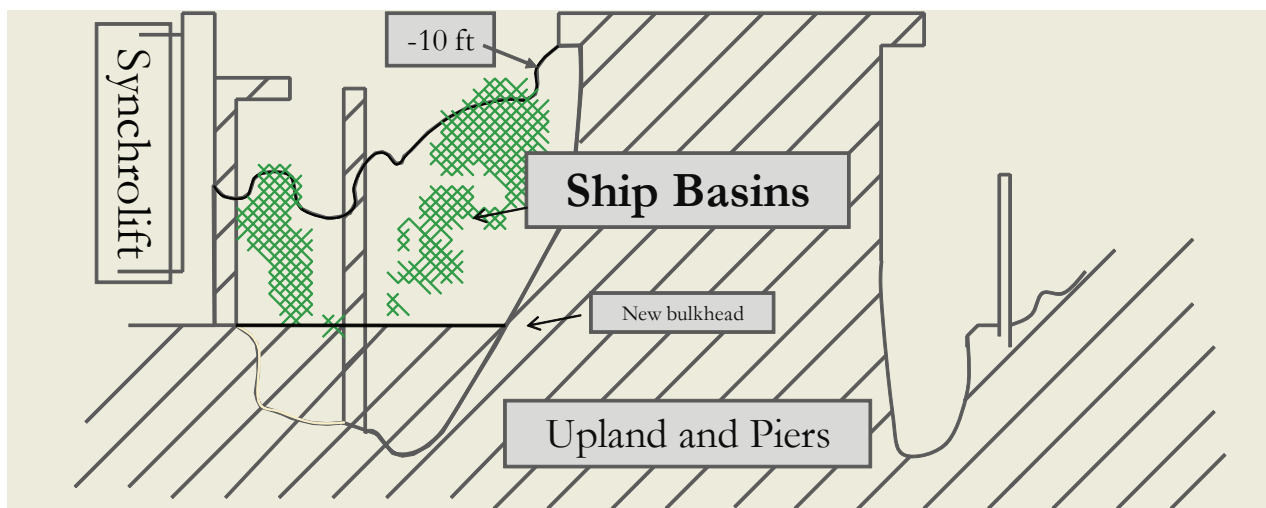 Synchrolift
-10 ft
Ship Basins
New bulkhead
Upland and Piers